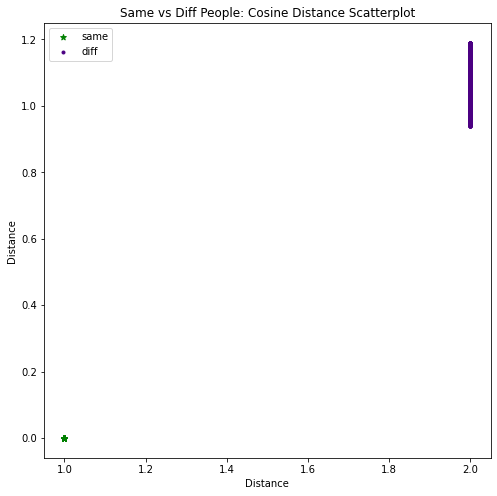 Same vs Diff People: Cosine Distance Scatterplot
same
diff
1.2
1.0
0.8
0.6
0.4
0.2
0.0
Distance
1.0 1.2 1.4 1.6 1.8 2.0
Distance